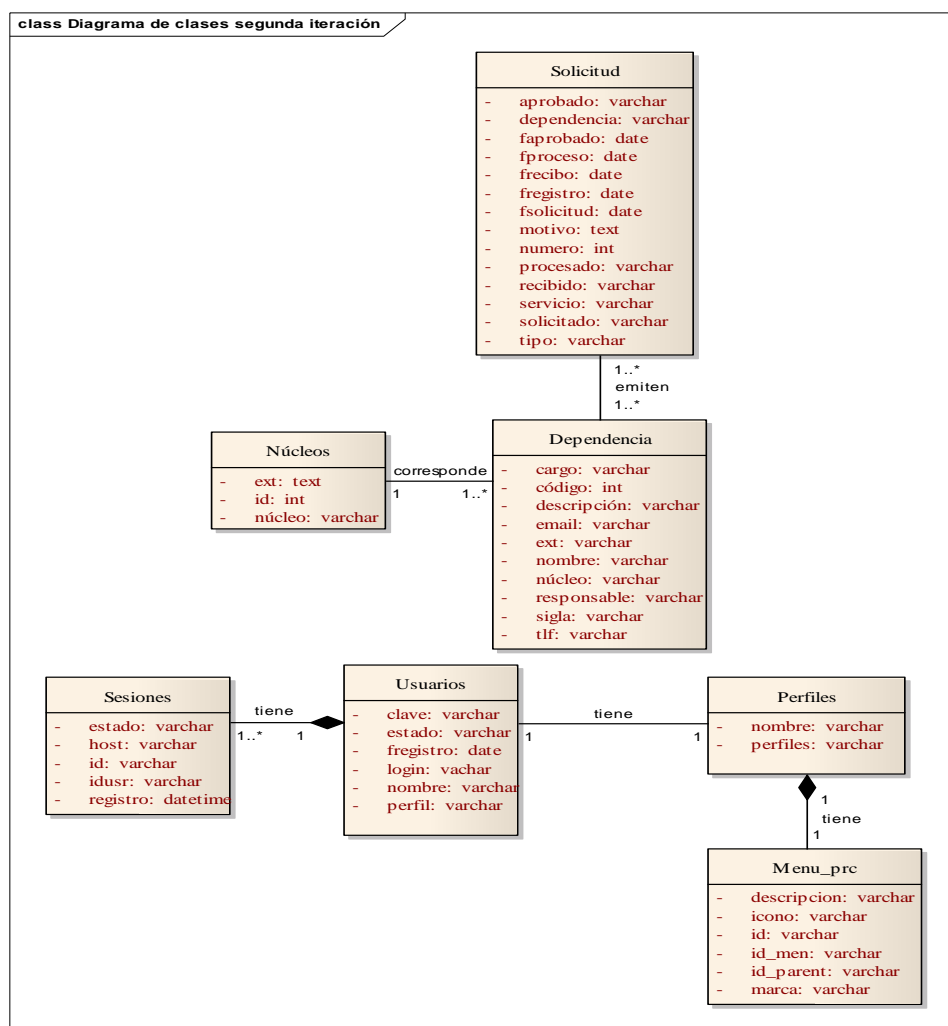 class Diagrama de clases segunda iteración
Solicitud
- aprobado: varchar
- dependencia: varchar
- faprobado: date
- fproceso: date
- frecibo: date
- fregistro: date
- fsolicitud: date
- motivo: text
- numero: int
- procesado: varchar
- recibido: varchar
- servicio: varchar
- solicitado: varchar
- tipo: varchar
1..*
emiten
1..*
Núcleos
- ext: text
- id: int
- núcleo: varchar
corresponde
1
1..*
Dependencia
- cargo: varchar
- código: int
- descripción: varchar
- email: varchar
- ext: varchar
- nombre: varchar
- núcleo: varchar
- responsable: varchar
- sigla: varchar
- tlf: varchar
Sesiones
- estado: varchar
- host: varchar
- id: varchar
- idusr: varchar
- registro: datetime
tiene
1..*
1
Usuarios
- clave: varchar
- estado: varchar
- fregistro: date
- login: vachar
- nombre: varchar
- perfil: varchar
tiene
1
1
Perfiles
- nombre: varchar
- perfiles: varchar
1
tiene
1
Menu_prc
- descripcion: varchar
- icono: varchar
- id: varchar
- id_men: varchar
- id_parent: varchar
- marca: varchar